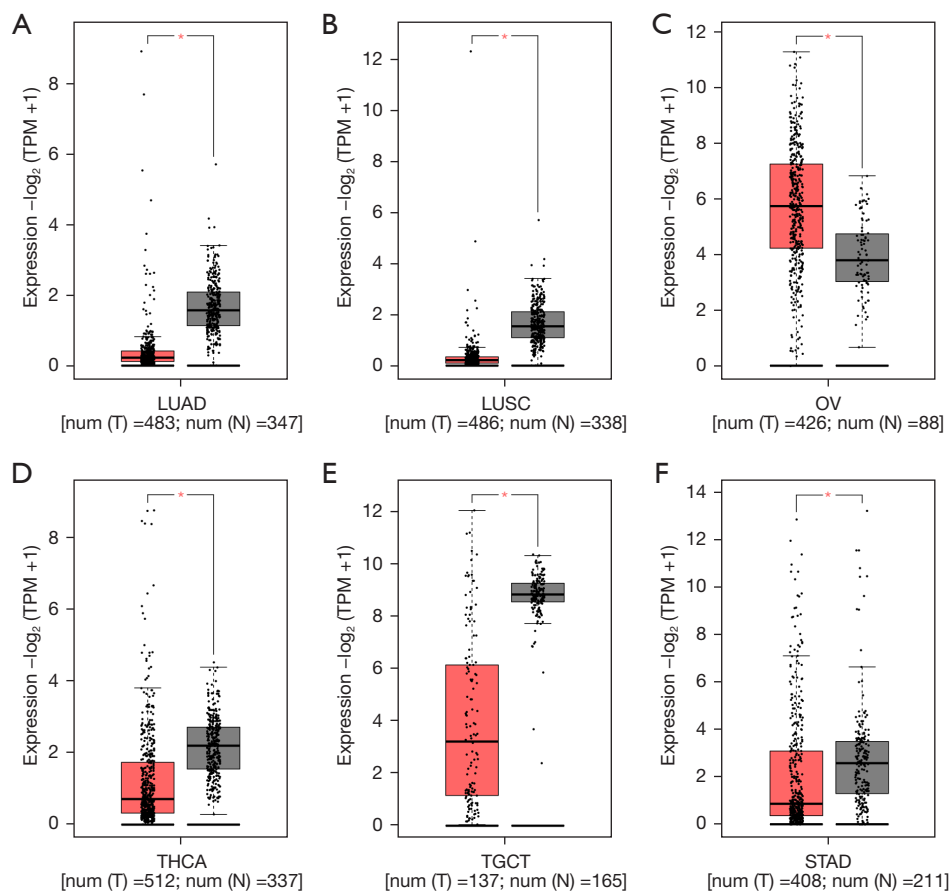 A
B
C
Expression −log₂ (TPM +1)
8
6
4
2
0
*
LUAD
[num (T) =483; num (N) =347]
Expression −log₂ (TPM +1)
12
10
8
6
4
2
0
*
LUSC
[num (T) =486; num (N) =338]
Expression −log₂ (TPM +1)
12
10
8
6
4
2
0
*
OV
[num (T) =426; num (N) =88]
D
E
F
Expression −log₂ (TPM +1)
8
6
4
2
0
*
THCA
[num (T) =512; num (N) =337]
Expression −log₂ (TPM +1)
12
10
8
6
4
2
0
*
TGCT
[num (T) =137; num (N) =165]
Expression −log₂ (TPM +1)
14
12
10
8
6
4
2
0
*
STAD
[num (T) =408; num (N) =211]